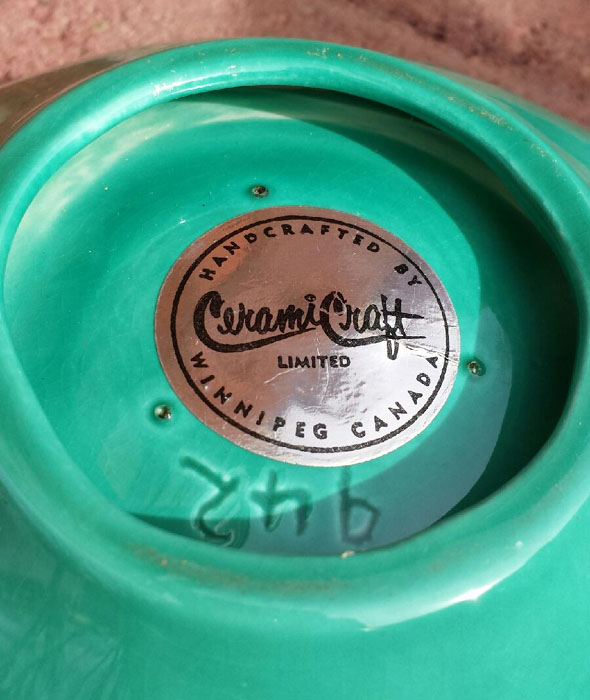 HANDCRAFTED BY
CeramiCraft
LIMITED
WINNIPEG CANADA
942